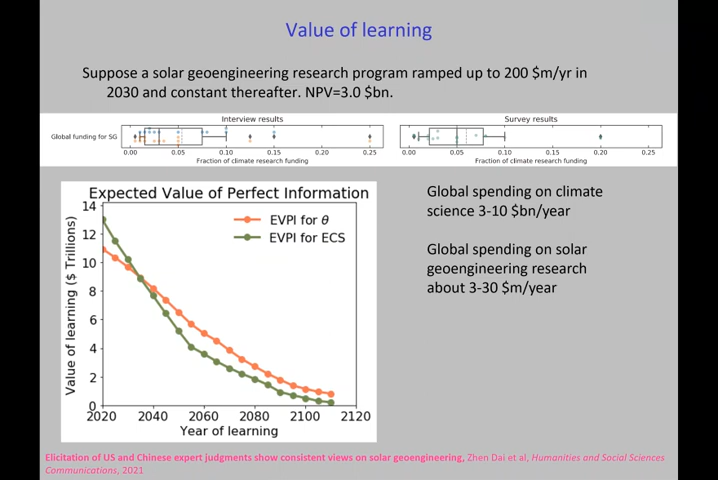 Value of learning
Suppose a solar geoengineering research program ramped up to 200 $m/yr in
2030 and constant thereafter. NPV=3.0 $bn.
Interview results
Global funding for SG
0.00 0.05 0.10 0.15 0.20 0.25
Fraction of climate research funding
Survey results
0.00 0.05 0.10 0.15 0.20 0.25
Fraction of climate research funding
Expected Value of Perfect Information
EVPI for θ
EVPI for ECS
Value of learning ($ Trillions)
14
12
10
8
6
4
2
0
2020 2040 2060 2080 2100 2120
Year of learning
Global spending on climate
science 3-10 $bn/year
Global spending on solar
geoengineering research
about 3-30 $m/year
Elicitation of US and Chinese expert judgments show consistent views on solar geoengineering, Zhen Dai et al, Humanities and Social Sciences
Communications, 2021